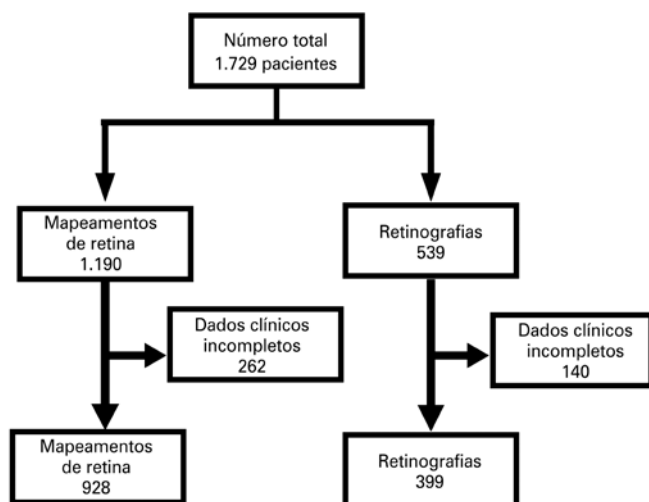 Número total
1.729 pacientes
Mapeamentos
de retina
1.190
Retinografias
539
Dados clínicos
incompletos
262
Dados clínicos
incompletos
140
Mapeamentos
de retina
928
Retinografias
399